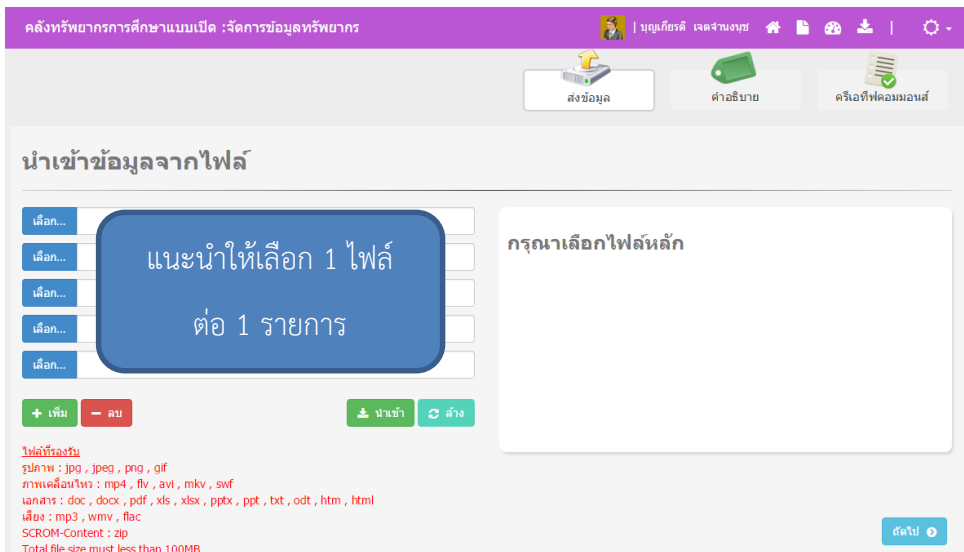 คลังทรัพยากรการศึกษาแบบเปิด :จัดการข้อมูลทรัพยากร
| บุญเกียรติ เจตจำนงนุช
ส่งข้อมูล
คำอธิบาย
ครีเอทีฟคอมมอนส์
นำเข้าข้อมูลจากไฟล์
เลือก...
เลือก...
เลือก...
เลือก...
เลือก...
แนะนำให้เลือก 1 ไฟล์
ต่อ 1 รายการ
กรุณาเลือกไฟล์หลัก
เพิ่ม
ลบ
นำเข้า
ล้าง
ไฟล์ที่รองรับ
รูปภาพ : jpg , jpeg , png , gif
ภาพเคลื่อนไหว : mp4 , flv , avi , mkv , swf
เอกสาร : doc , docx , pdf , xls , xlsx , pptx , ppt , txt , odt , htm , html
เสียง : mp3 , wmv , flac
SCROM-Content : zip
Total file size must less than 100MB
ถัดไป